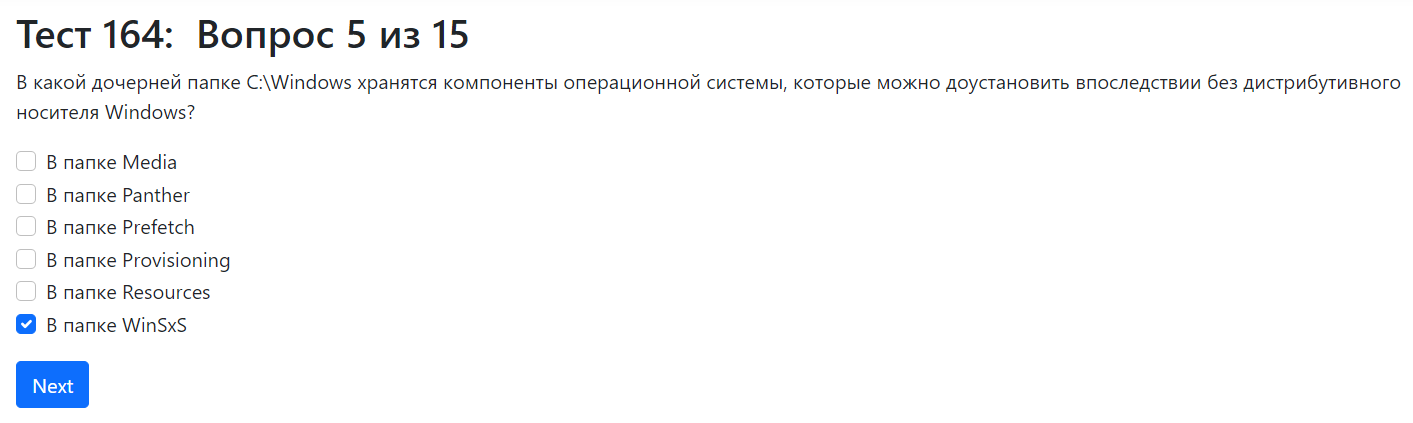 Тест 164: Вопрос 5 из 15
В какой дочерней папке C:\Windows хранятся компоненты операционной системы, которые можно доустановить впоследствии без дистрибутивного
носителя Windows?
В папке Media
В папке Panther
В папке Prefetch
В папке Provisioning
В папке Resources
В папке WinSxS
Next